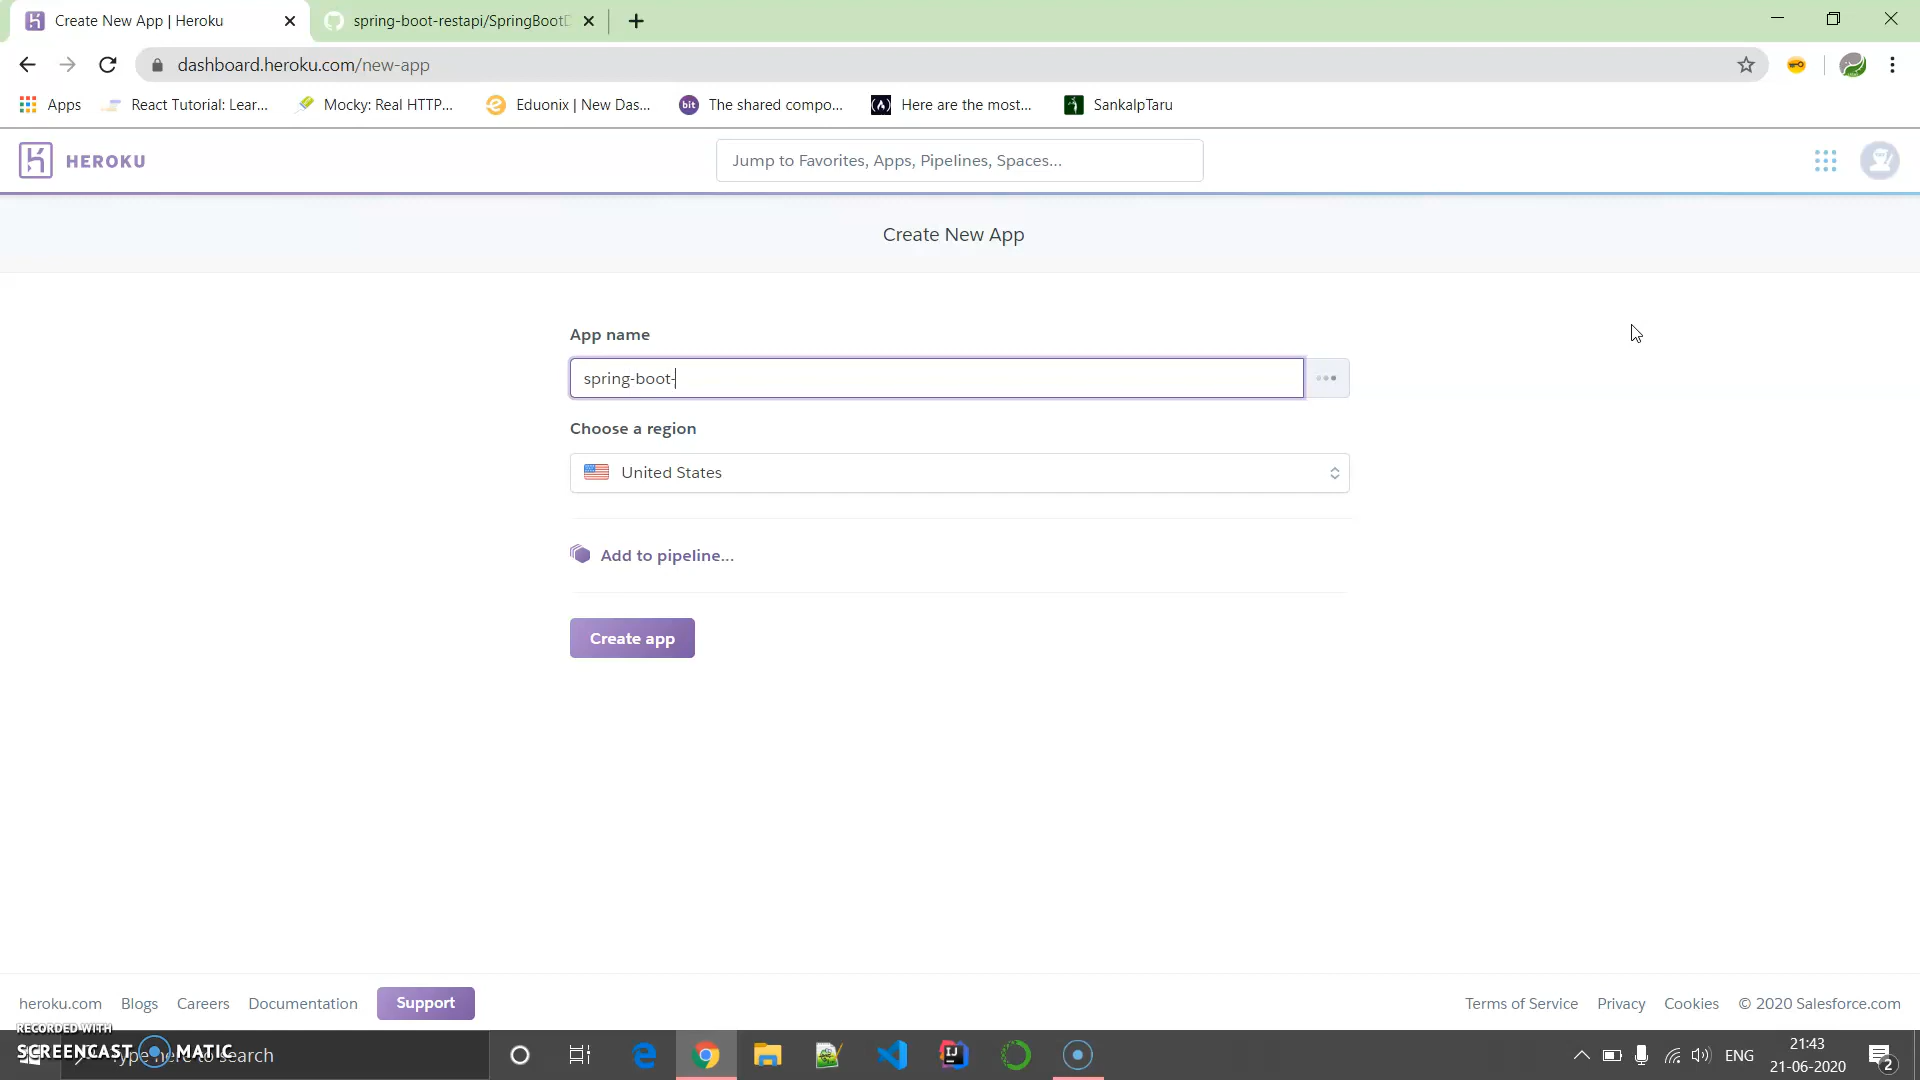 Create New App | Heroku
spring-boot-restapi/SpringBootD
dashboard.heroku.com/new-app
Apps
React Tutorial: Lear...
Mocky: Real HTTP...
Eduonix | New Das...
bit
The shared compo...
Here are the most...
SankalpTaru
HEROKU
Jump to Favorites, Apps, Pipelines, Spaces...
Create New App
App name
spring-boot-
Choose a region
United States
Add to pipeline...
Create app
heroku.com
Blogs
Careers
Documentation
Support
Terms of Service
Privacy
Cookies
© 2020 Salesforce.com
RECORDED WITH
SCREENCAST MATIC
Type here to search
ENG
21:43
21-06-2020
2